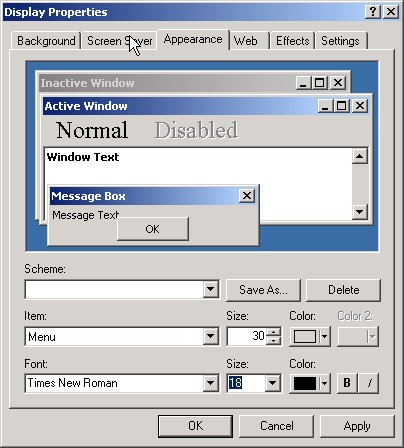 Display Properties
Background Screen Saver Appearance Web Effects Settings
Inactive Window
Active Window
Normal Disabled
Window Text
Message Box
Message Text
OK
Scheme:
Save As... Delete
Item: Size: Color: Color 2:
Menu 30
Font: Size: Color:
Times New Roman 18 B /
OK Cancel Apply